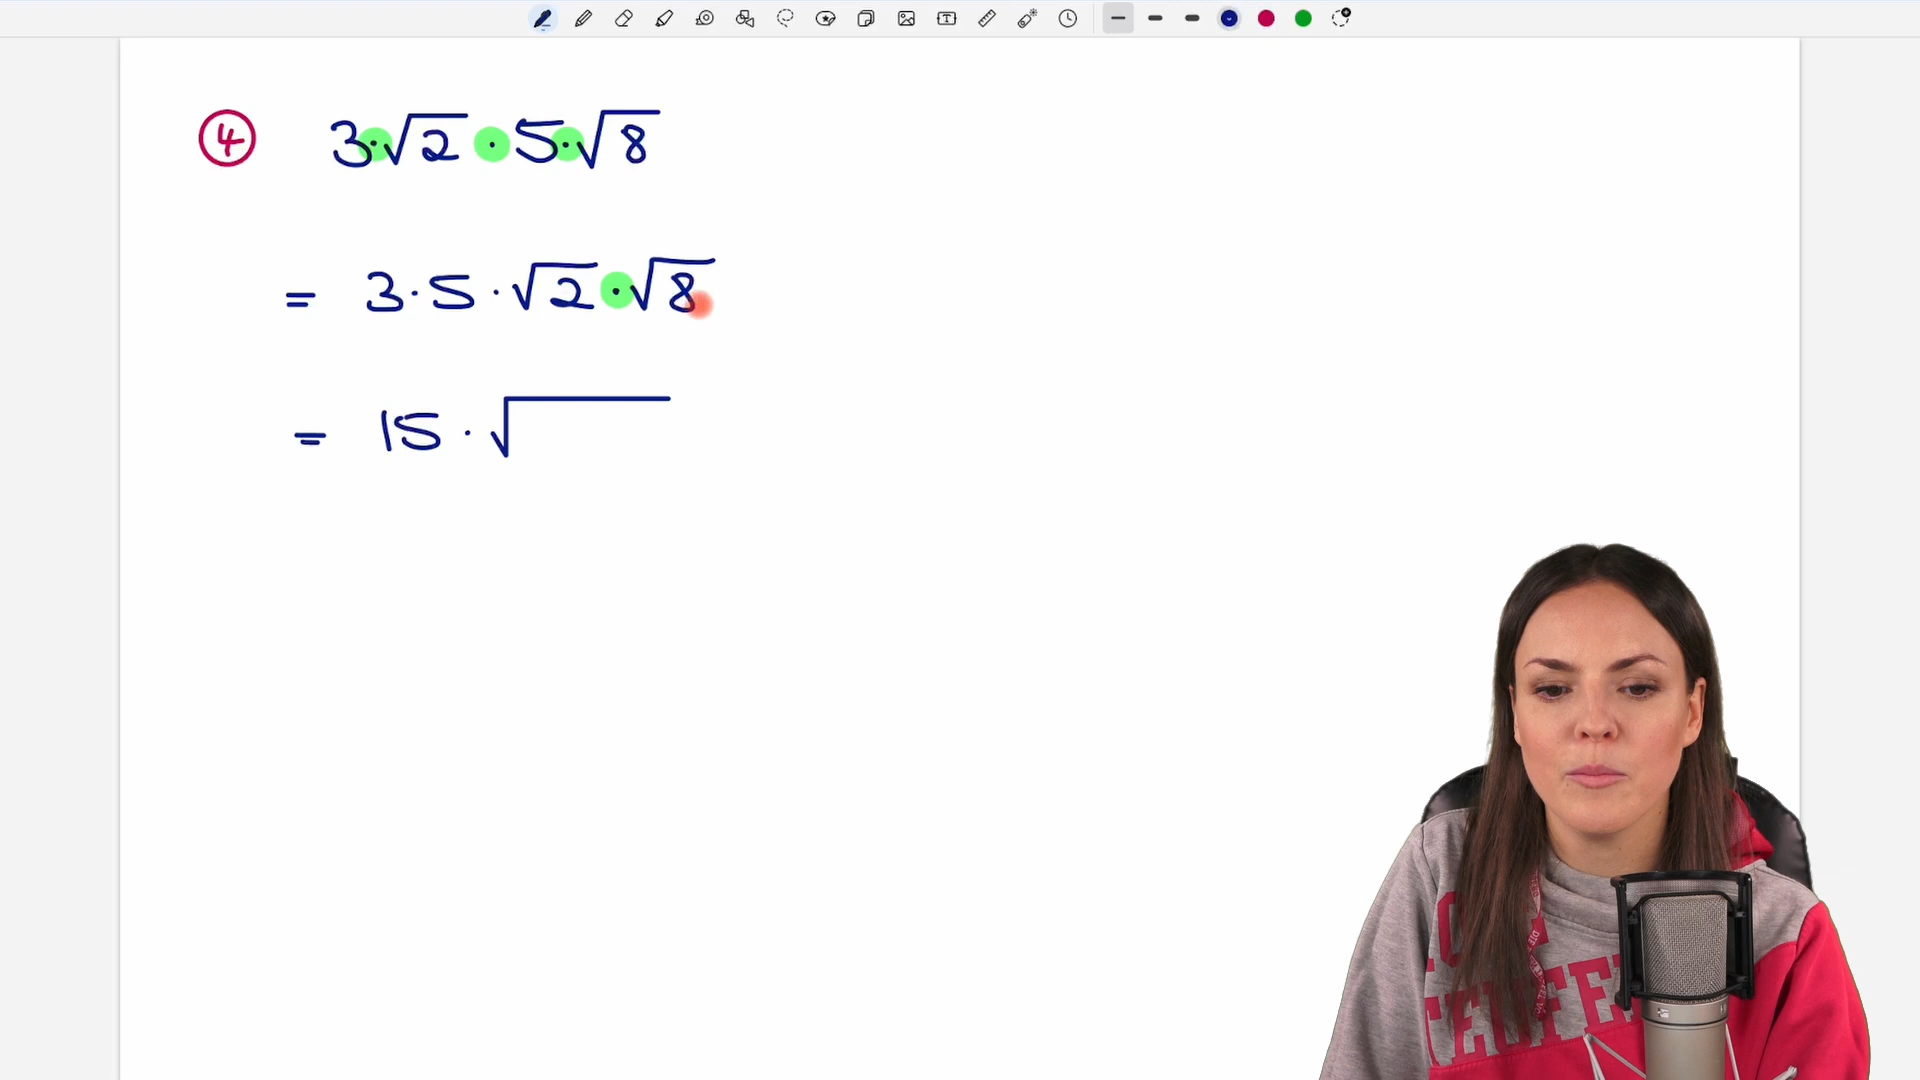 4 3·√2 · 5·√8
= 3·5·√2·√8
= 15·√